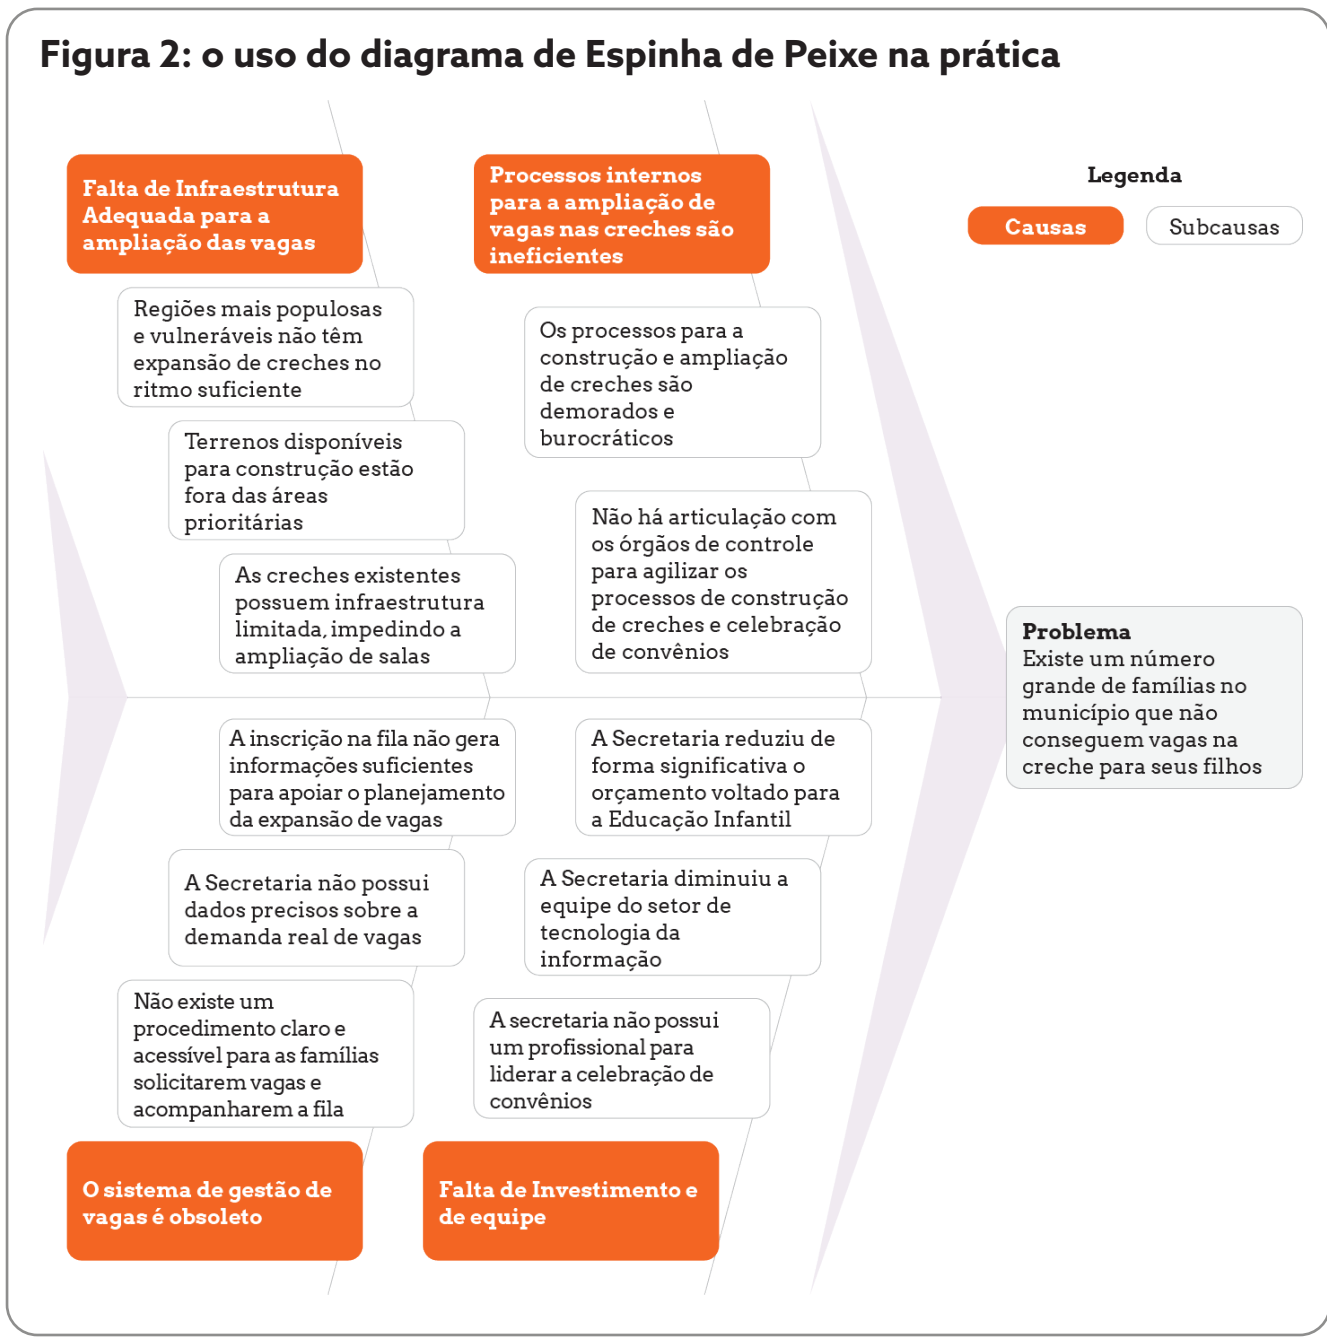 Figura 2: o uso do diagrama de Espinha de Peixe na prática
Falta de Infraestrutura
Adequada para a
ampliação das vagas
Regiões mais populosas
e vulneráveis não têm
expansão de creches no
ritmo suficiente
Terrenos disponíveis
para construção estão
fora das áreas
prioritárias
As creches existentes
possuem infraestrutura
limitada, impedindo a
ampliação de salas
Processos internos
para a ampliação de
vagas nas creches são
ineficientes
Os processos para a
construção e ampliação
de creches são
demorados e
burocráticos
Não há articulação com
os órgãos de controle
para agilizar os
processos de construção
de creches e celebração
de convênios
Legenda
Causas
Subcausas
Problema
Existe um número
grande de famílias no
município que não
conseguem vagas na
creche para seus filhos
A inscrição na fila não gera
informações suficientes
para apoiar o planejamento
da expansão de vagas
A Secretaria não possui
dados precisos sobre a
demanda real de vagas
Não existe um
procedimento claro e
acessível para as famílias
solicitarem vagas e
acompanharem a fila
O sistema de gestão de
vagas é obsoleto
A Secretaria reduziu de
forma significativa o
orçamento voltado para
a Educação Infantil
A Secretaria diminuiu a
equipe do setor de
tecnologia da
informação
A secretaria não possui
um profissional para
liderar a celebração de
convênios
Falta de Investimento e
de equipe